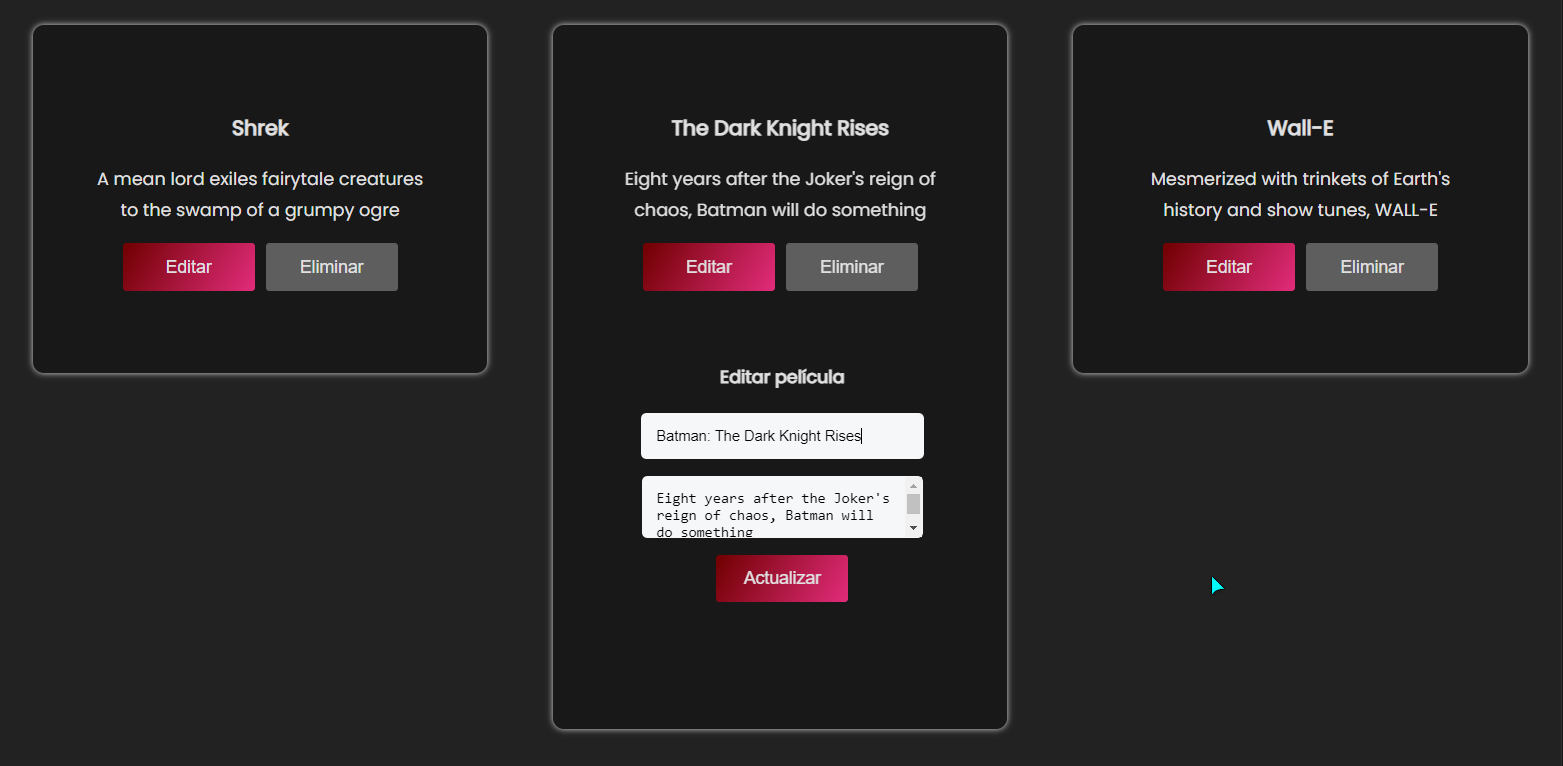 Shrek
A mean lord exiles fairytale creatures
to the swamp of a grumpy ogre
Editar
Eliminar
The Dark Knight Rises
Eight years after the Joker's reign of
chaos, Batman will do something
Editar
Eliminar
Editar película
Batman: The Dark Knight Rises
Eight years after the Joker's
reign of chaos, Batman will
do something
Actualizar
Wall-E
Mesmerized with trinkets of Earth's
history and show tunes, WALL-E
Editar
Eliminar